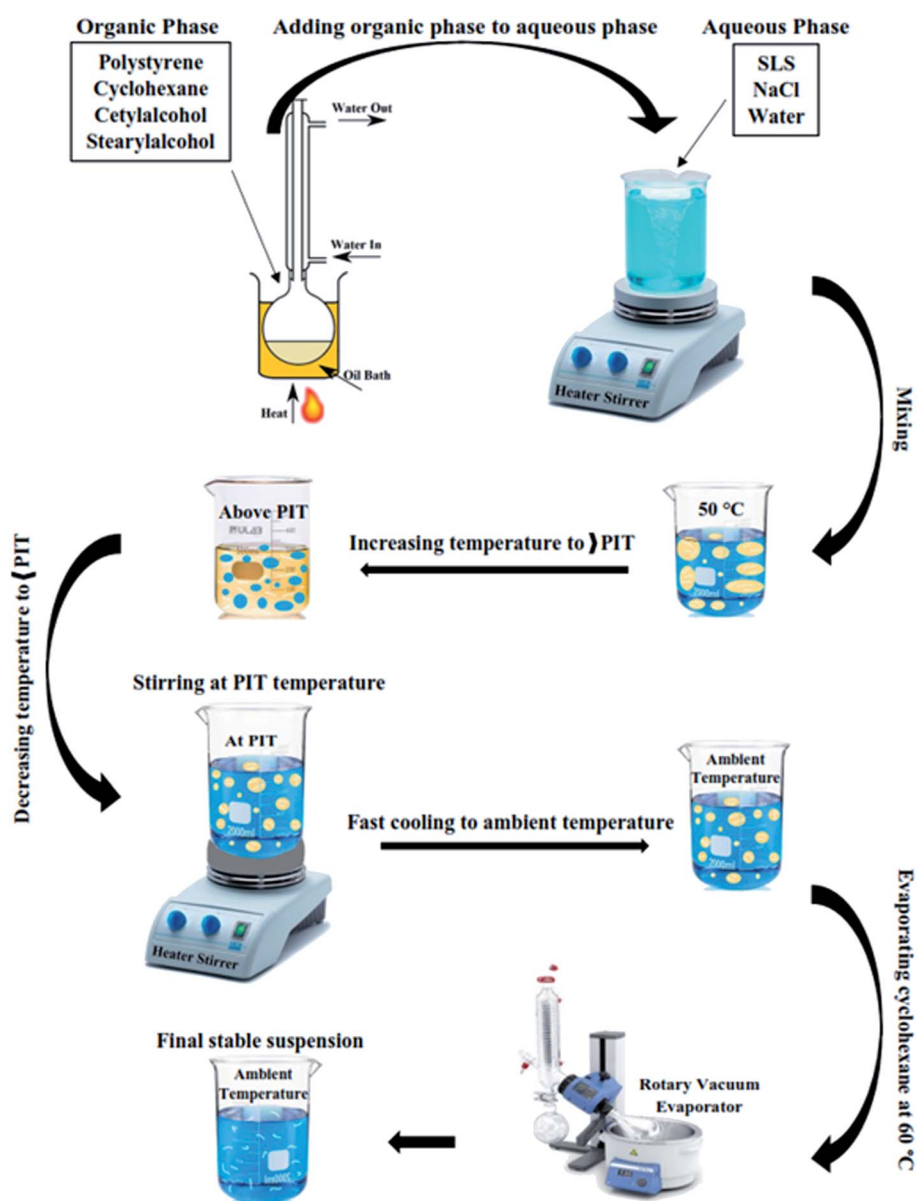 Organic Phase
Adding organic phase to aqueous phase
Aqueous Phase
Polystyrene
Cyclohexane
Cetylalcohol
Stearylalcohol
SLS
NaCl
Water
Water Out
Water In
Oil Bath
Heat
Heater Stirrer
Mixing
50 °C
2000ml
Increasing temperature to ❵PIT
Above PIT
Decreasing temperature to ❴PIT
Stirring at PIT temperature
At PIT
2000ml
Heater Stirrer
Fast cooling to ambient temperature
Ambient
Temperature
2000ml
Evaporating cyclohexane at 60 °C
Rotary Vacuum
Evaporator
Final stable suspension
Ambient
Temperature